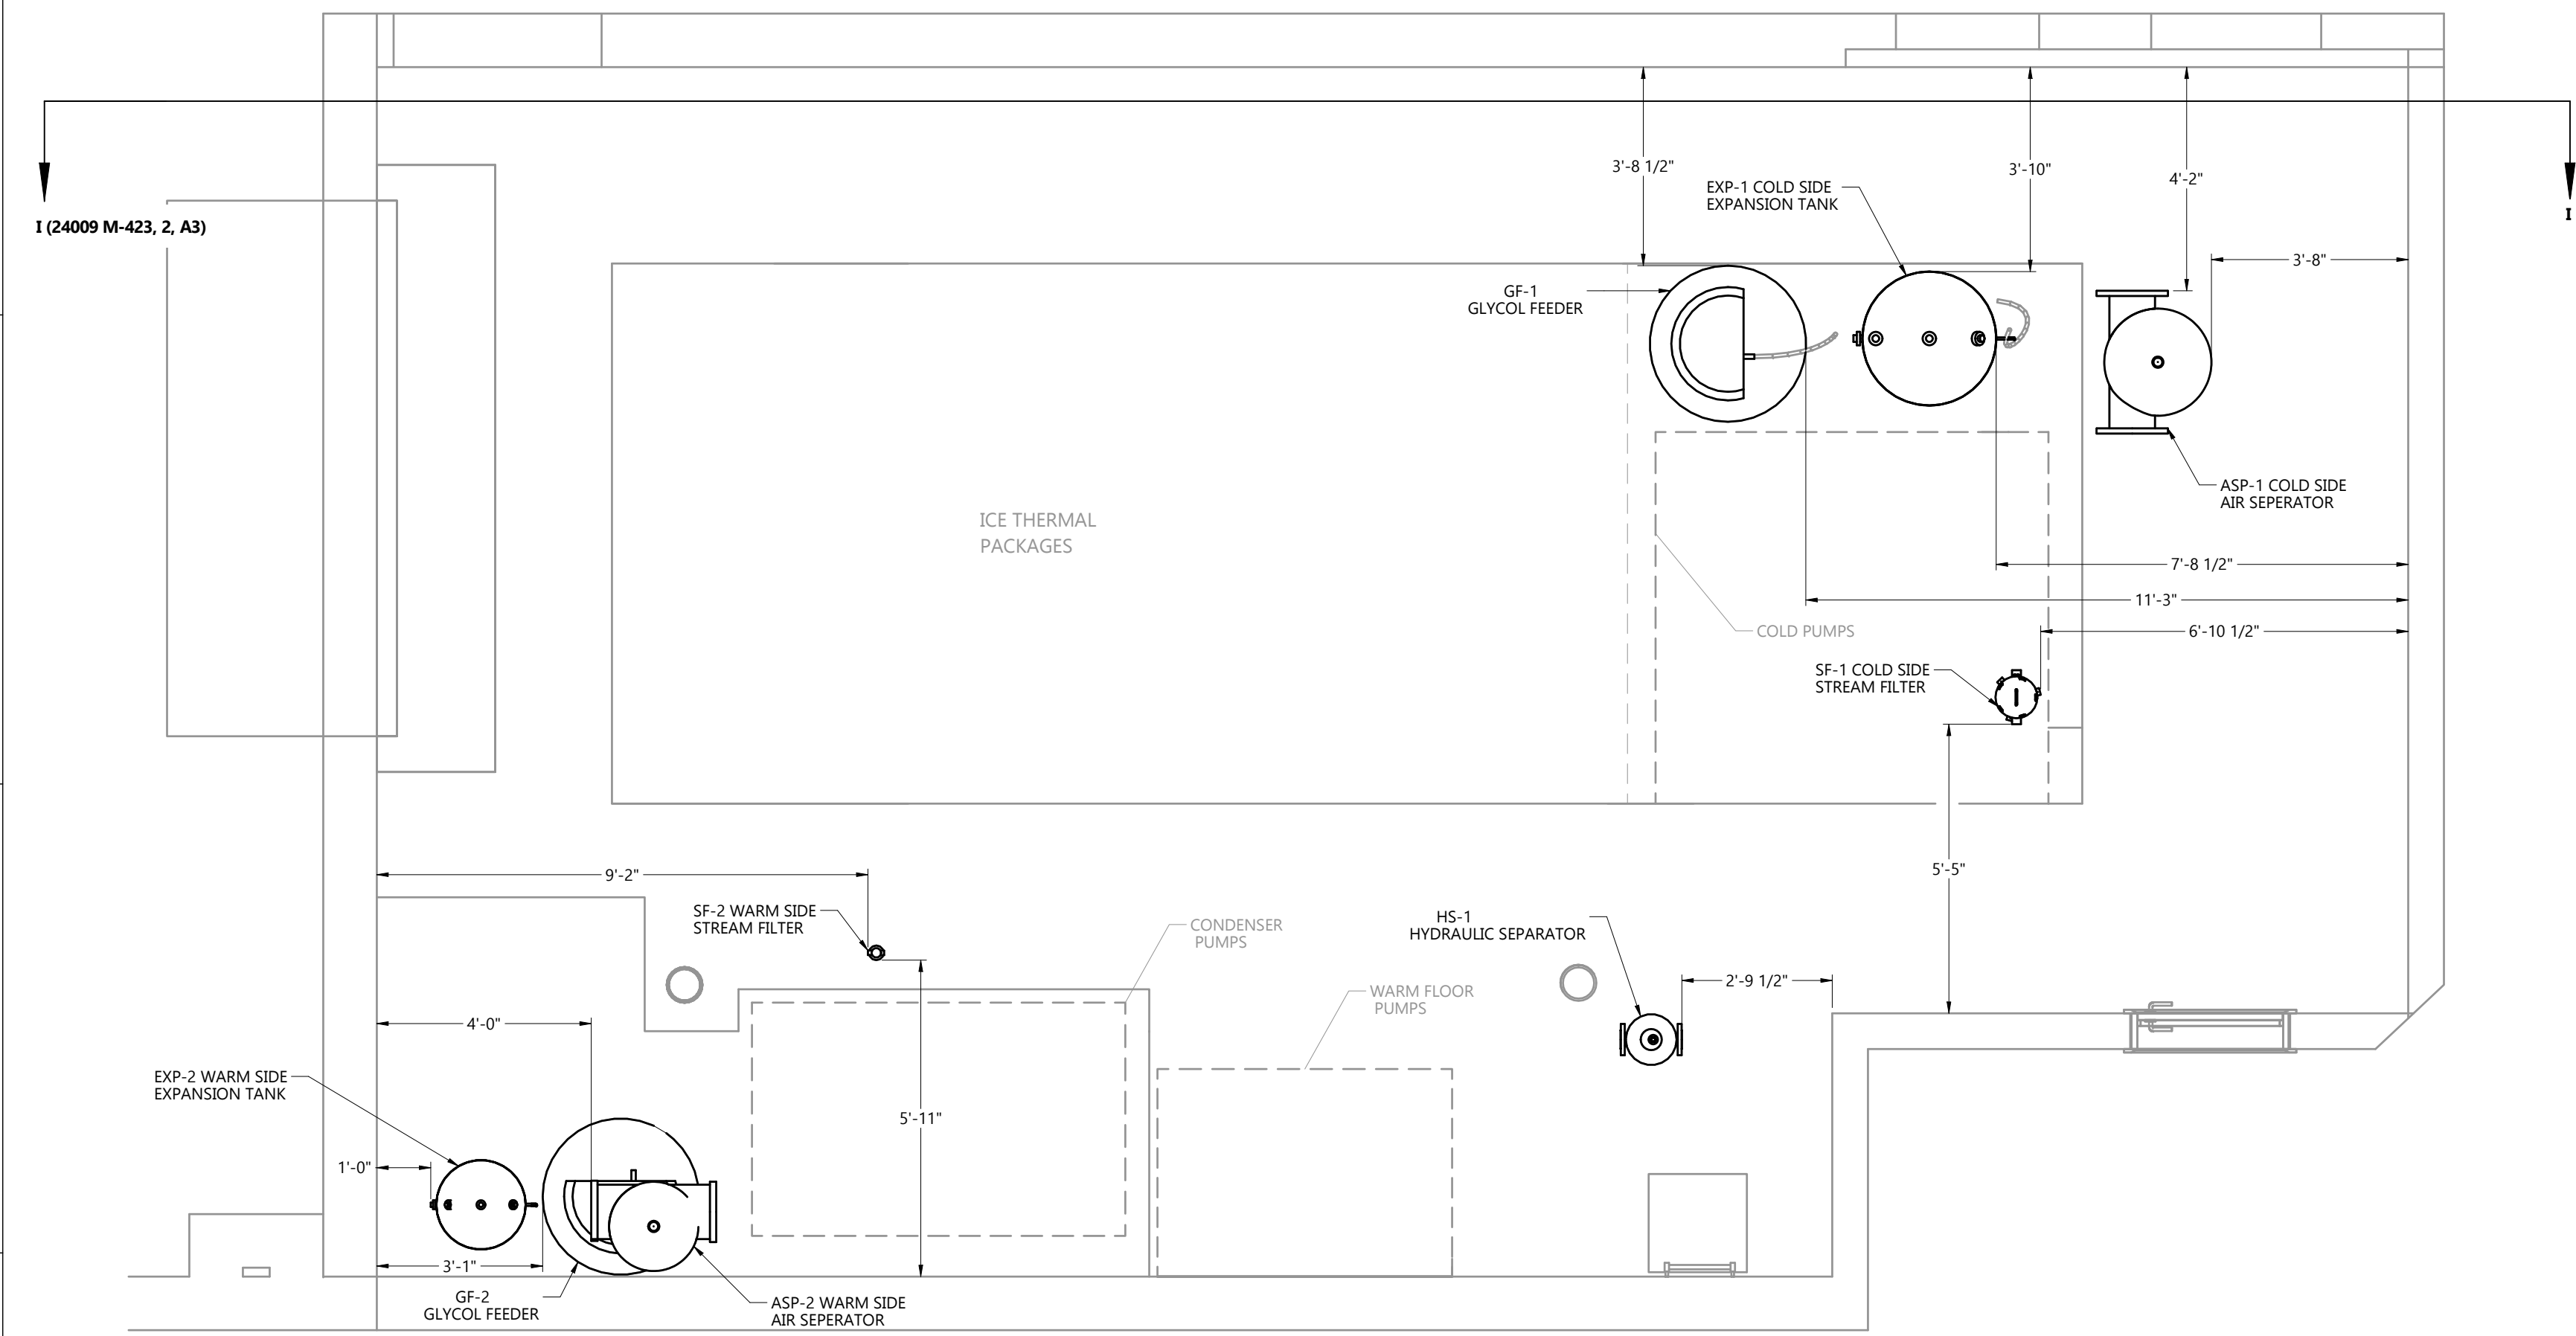 3'-8 1/2"
3'-10"
4'-2"
EXP-1 COLD SIDE
EXPANSION TANK
I (24009 M-423, 2, A3)
I
3'-8"
GF-1
GLYCOL FEEDER
ASP-1 COLD SIDE
AIR SEPERATOR
ICE THERMAL
PACKAGES
7'-8 1/2"
11'-3"
COLD PUMPS
6'-10 1/2"
SF-1 COLD SIDE
STREAM FILTER
9'-2"
5'-5"
SF-2 WARM SIDE
STREAM FILTER
CONDENSER
PUMPS
HS-1
HYDRAULIC SEPARATOR
2'-9 1/2"
WARM FLOOR
PUMPS
4'-0"
EXP-2 WARM SIDE
EXPANSION TANK
5'-11"
1'-0"
3'-1"
GF-2
GLYCOL FEEDER
ASP-2 WARM SIDE
AIR SEPERATOR